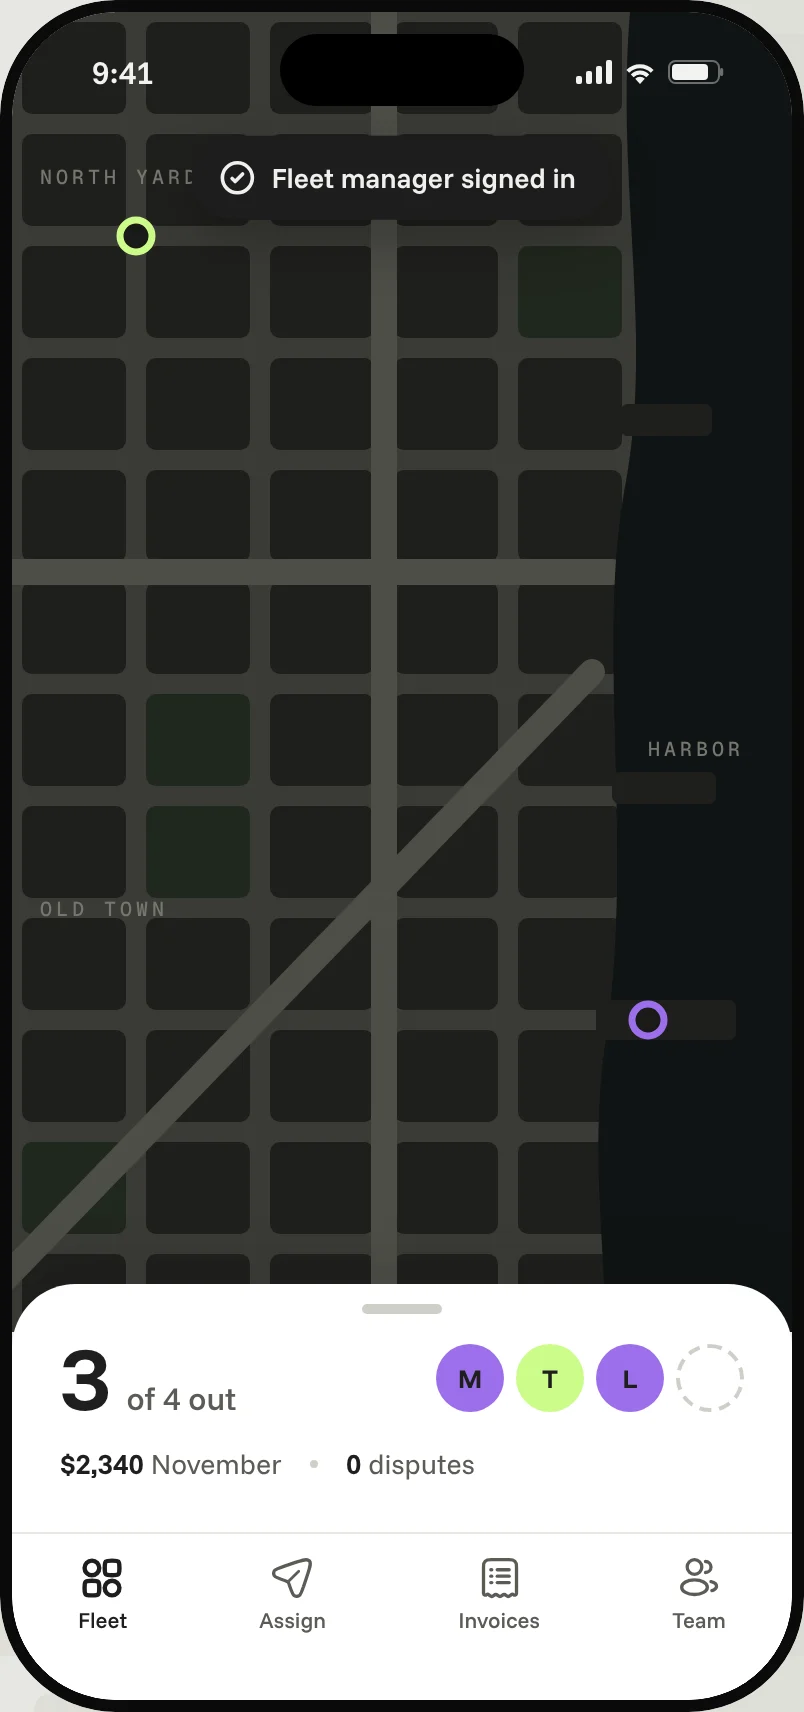 9:41
Fleet manager signed in
NORTH YARD
HARBOR
OLD TOWN
3 of 4 out
M T L
$2,340 November • 0 disputes
Fleet Assign Invoices Team